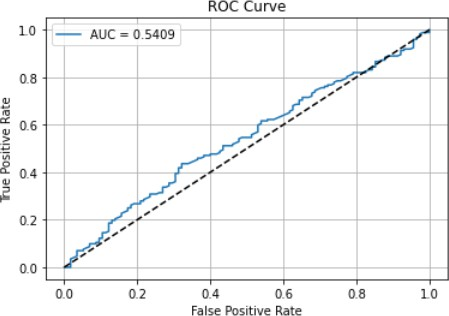 ROC Curve
AUC = 0.5409
True Positive Rate
1.0
0.8
0.6
0.4
0.2
0.0
0.0 0.2 0.4 0.6 0.8 1.0
False Positive Rate